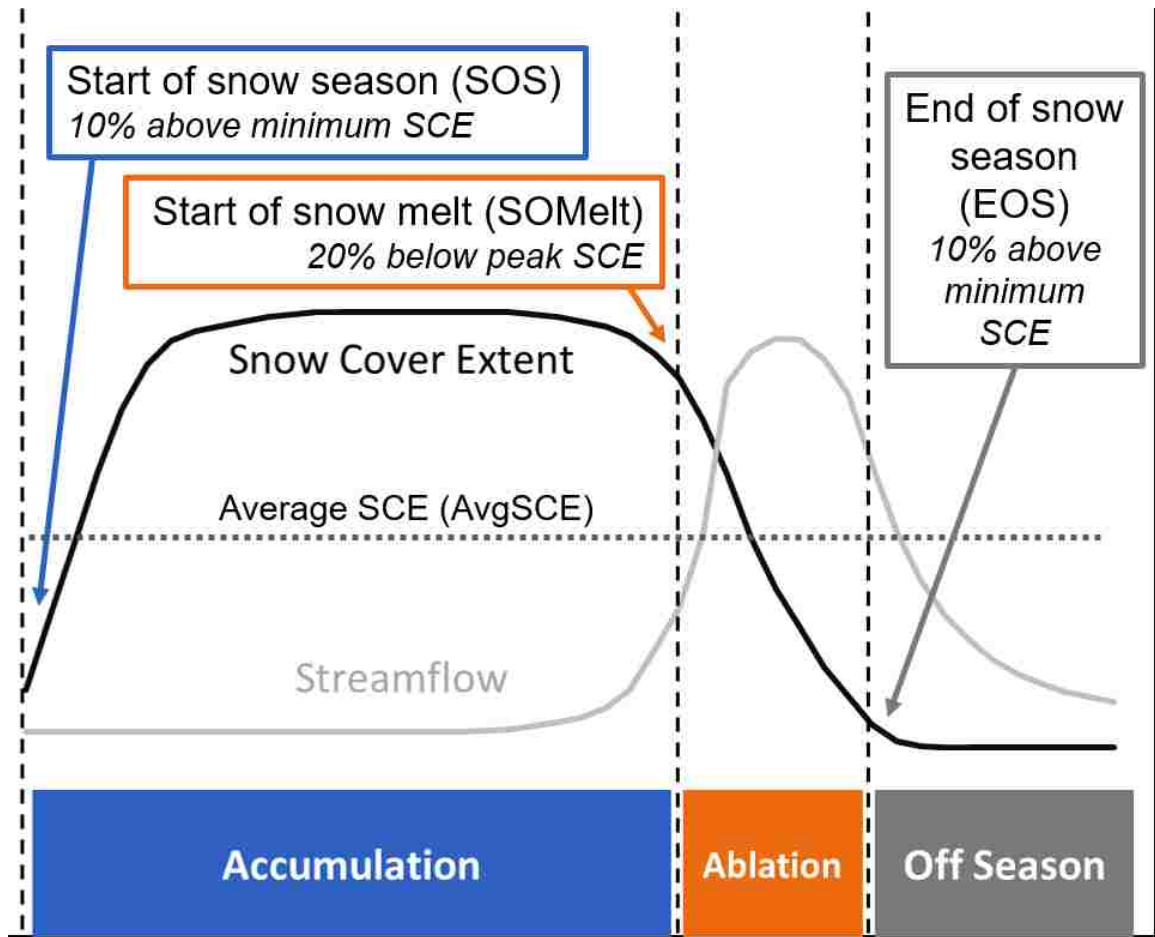 Start of snow season (SOS)
10% above minimum SCE
Start of snow melt (SOMelt)
20% below peak SCE
End of snow
season
(EOS)
10% above
minimum
SCE
Snow Cover Extent
Average SCE (AvgSCE)
Streamflow
Accumulation
Ablation
Off Season